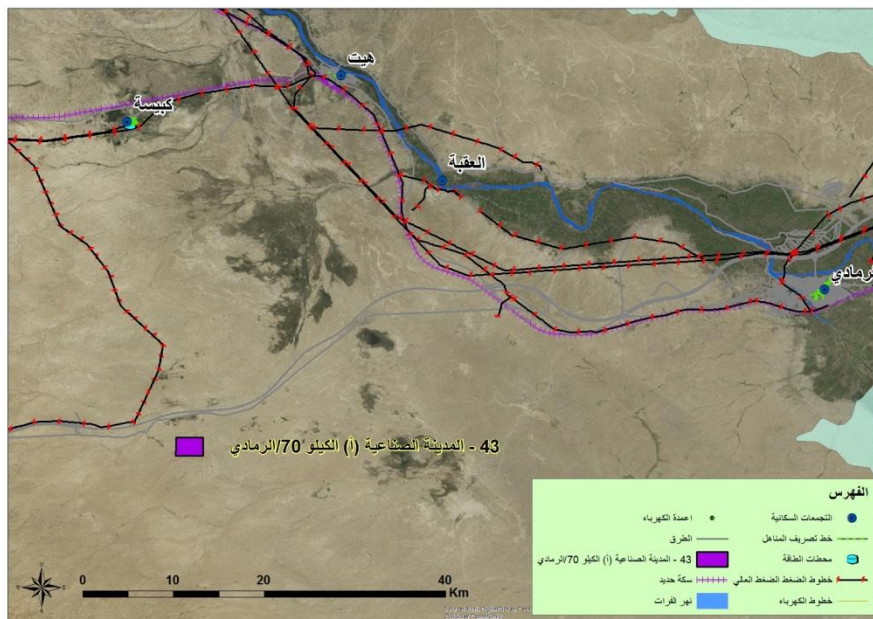 هيت
كبيسة
العقبة
الرمادي
43 - المدينة الصناعية (أ) الكيلو 70/الرمادي
0 10 20 40
Km
الفهرس
التجمعات السكانية
اعمدة الكهرباء
خط تصريف المناهل
الطرق
محطات الطاقة
43 - المدينة الصناعية (أ) الكيلو 70/الرمادي
خطوط الضغط الضغط العالي
سكة حديد
خطوط الكهرباء
نهر الفرات